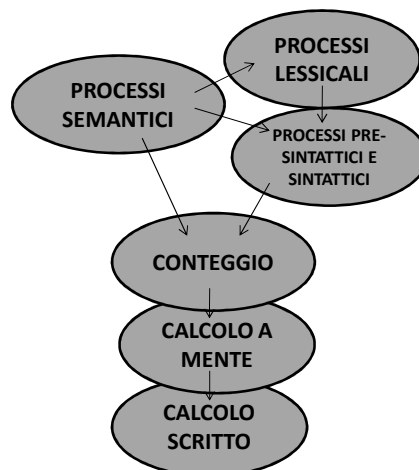 PROCESSI
LESSICALI
PROCESSI
SEMANTICI
PROCESSI PRE-
SINTATTICI E
SINTATTICI
CONTEGGIO
CALCOLO A
MENTE
CALCOLO
SCRITTO